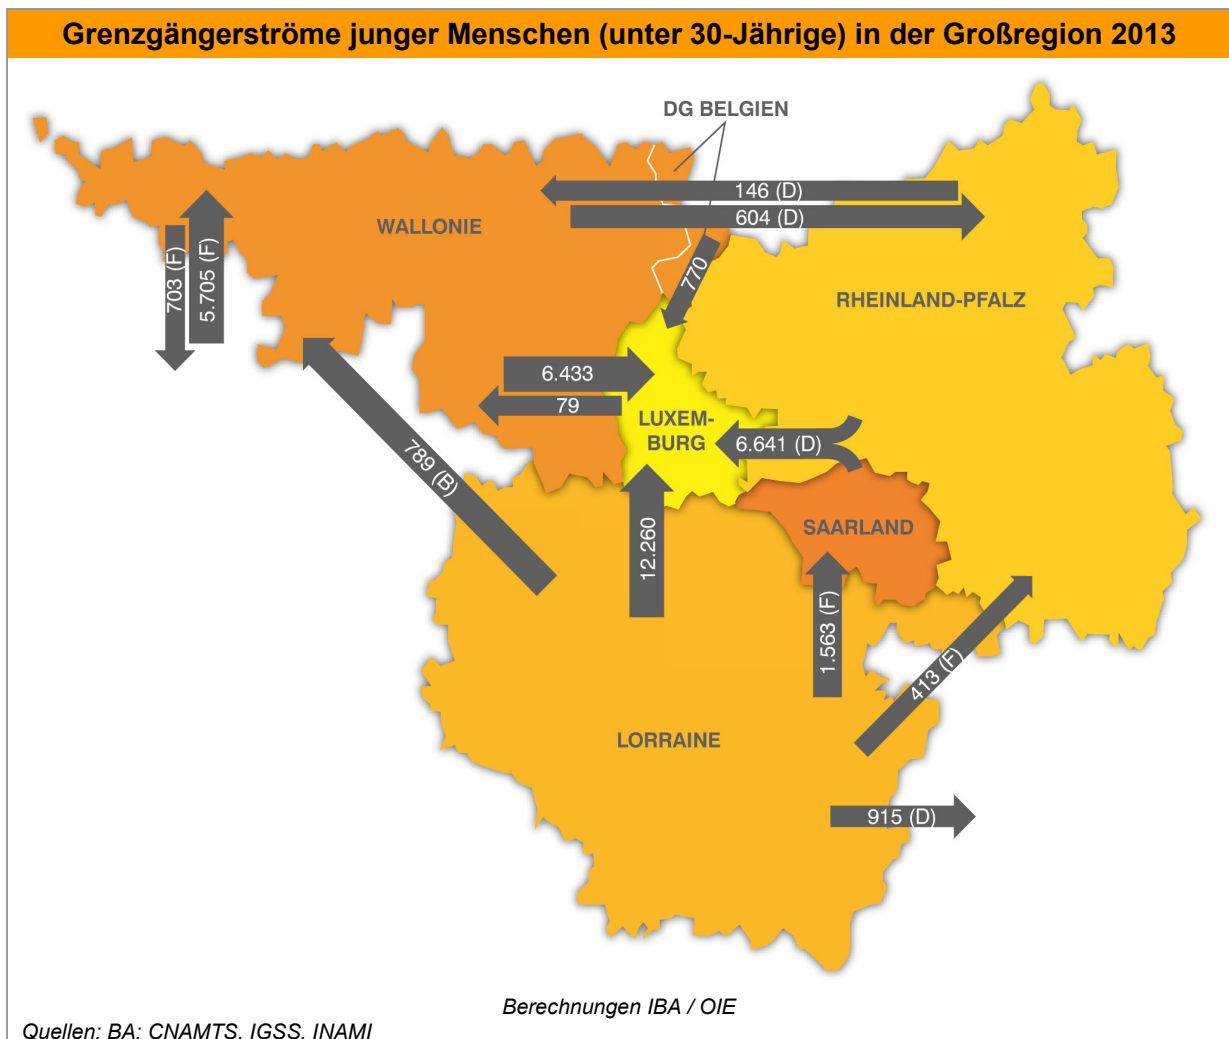 Grenzgängerströme junger Menschen (unter 30-Jährige) in der Großregion 2013
DG BELGIEN
146 (D)
604 (D)
WALLONIE
703 (F)
5.705 (F)
770
RHEINLAND-PFALZ
6.433
79
LUXEM-
BURG
6.641 (D)
789 (B)
12.260
SAARLAND
1.563 (F)
413 (F)
LORRAINE
915 (D)
Berechnungen IBA / OIE
Quellen: BA; CNAMTS, IGSS, INAMI